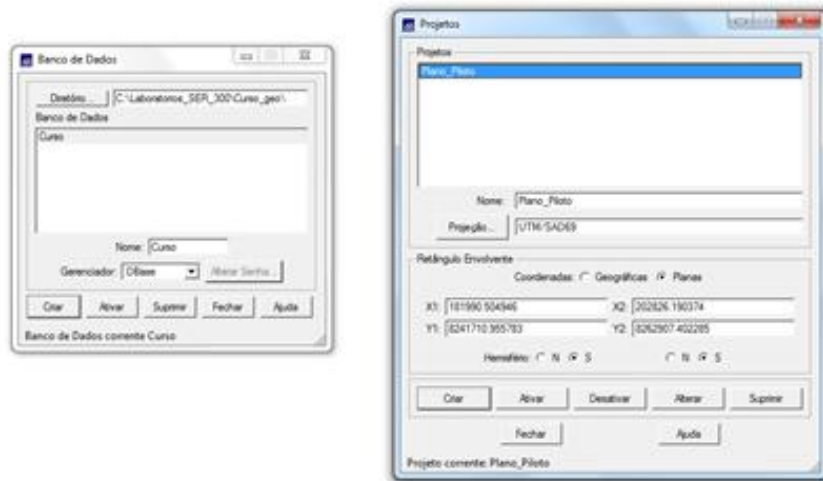 Banco de Dados
Diretório... C:\Laboratorios_SER_300\Curso_geo\
Banco de Dados
Curso
Nome: Curso
Gerenciador: DBase Alterar Senha...
Criar Ativar Suprimir Fechar Ajuda
Banco de Dados corrente Curso
Projetos
Projetos
Plano_Piloto
Nome: Plano_Piloto
Projeção... UTM/SAD69
Retângulo Envolvente
Coordenadas: Geográficas Planas
X1: 181990.504946 X2: 202826.190374
Y1: 8241710.955783 Y2: 8262907.402285
Hemisfério: N S N S
Criar Ativar Desativar Alterar Suprimir
Fechar Ajuda
Projeto corrente: Plano_Piloto